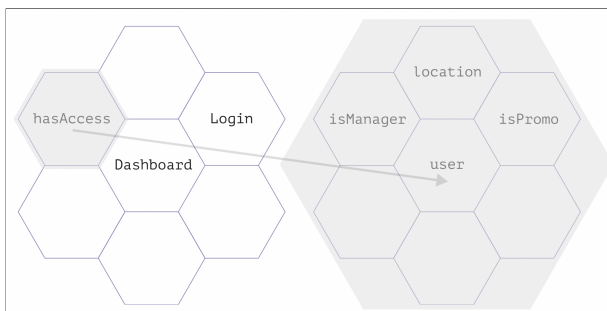 location
hasAccess
Login
isManager
isPromo
Dashboard
user